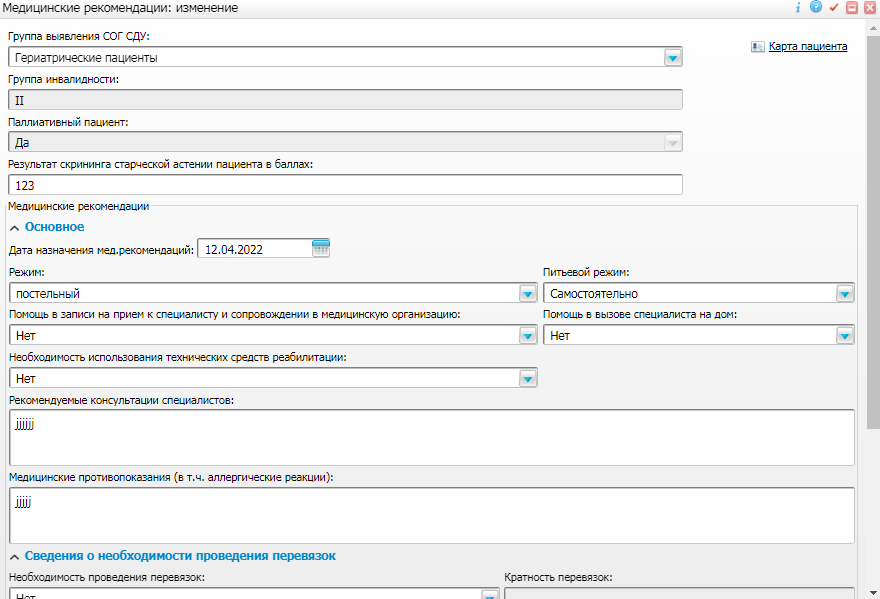 Медицинские рекомендации: изменение
Группа выявления СОГ СДУ:
Гериатрические пациенты
Карта пациента
Группа инвалидности:
II
Паллиативный пациент:
Да
Результат скрининга старческой астении пациента в баллах:
123
Медицинские рекомендации
Основное
Дата назначения мед.рекомендаций: 12.04.2022
Режим: Питьевой режим:
постельный Самостоятельно
Помощь в записи на прием к специалисту и сопровождении в медицинскую организацию: Помощь в вызове специалиста на дом:
Нет Нет
Необходимость использования технических средств реабилитации:
Нет
Рекомендуемые консультации специалистов:
jjjjjj
Медицинские противопоказания (в т.ч. аллергические реакции):
jjjjj
Сведения о необходимости проведения перевязок
Необходимость проведения перевязок: Кратность перевязок:
Нет